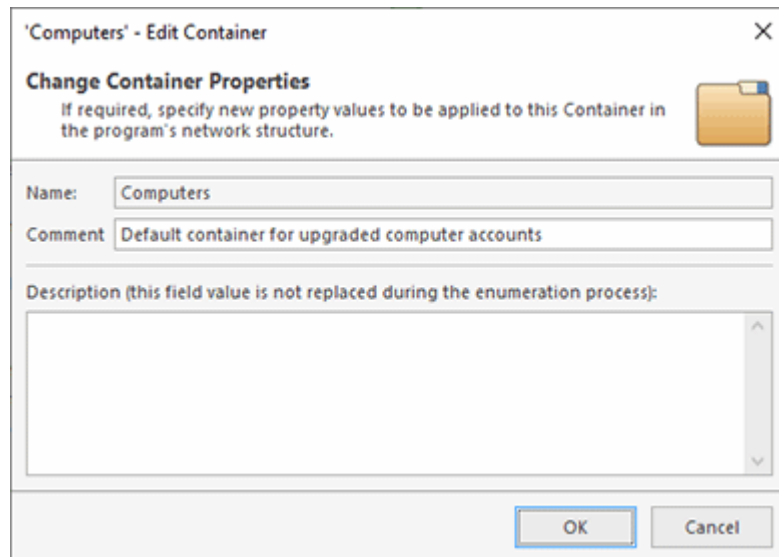 'Computers' - Edit Container
Change Container Properties
If required, specify new property values to be applied to this Container in
the program's network structure.
Name: Computers
Comment Default container for upgraded computer accounts
Description (this field value is not replaced during the enumeration process):
OK Cancel